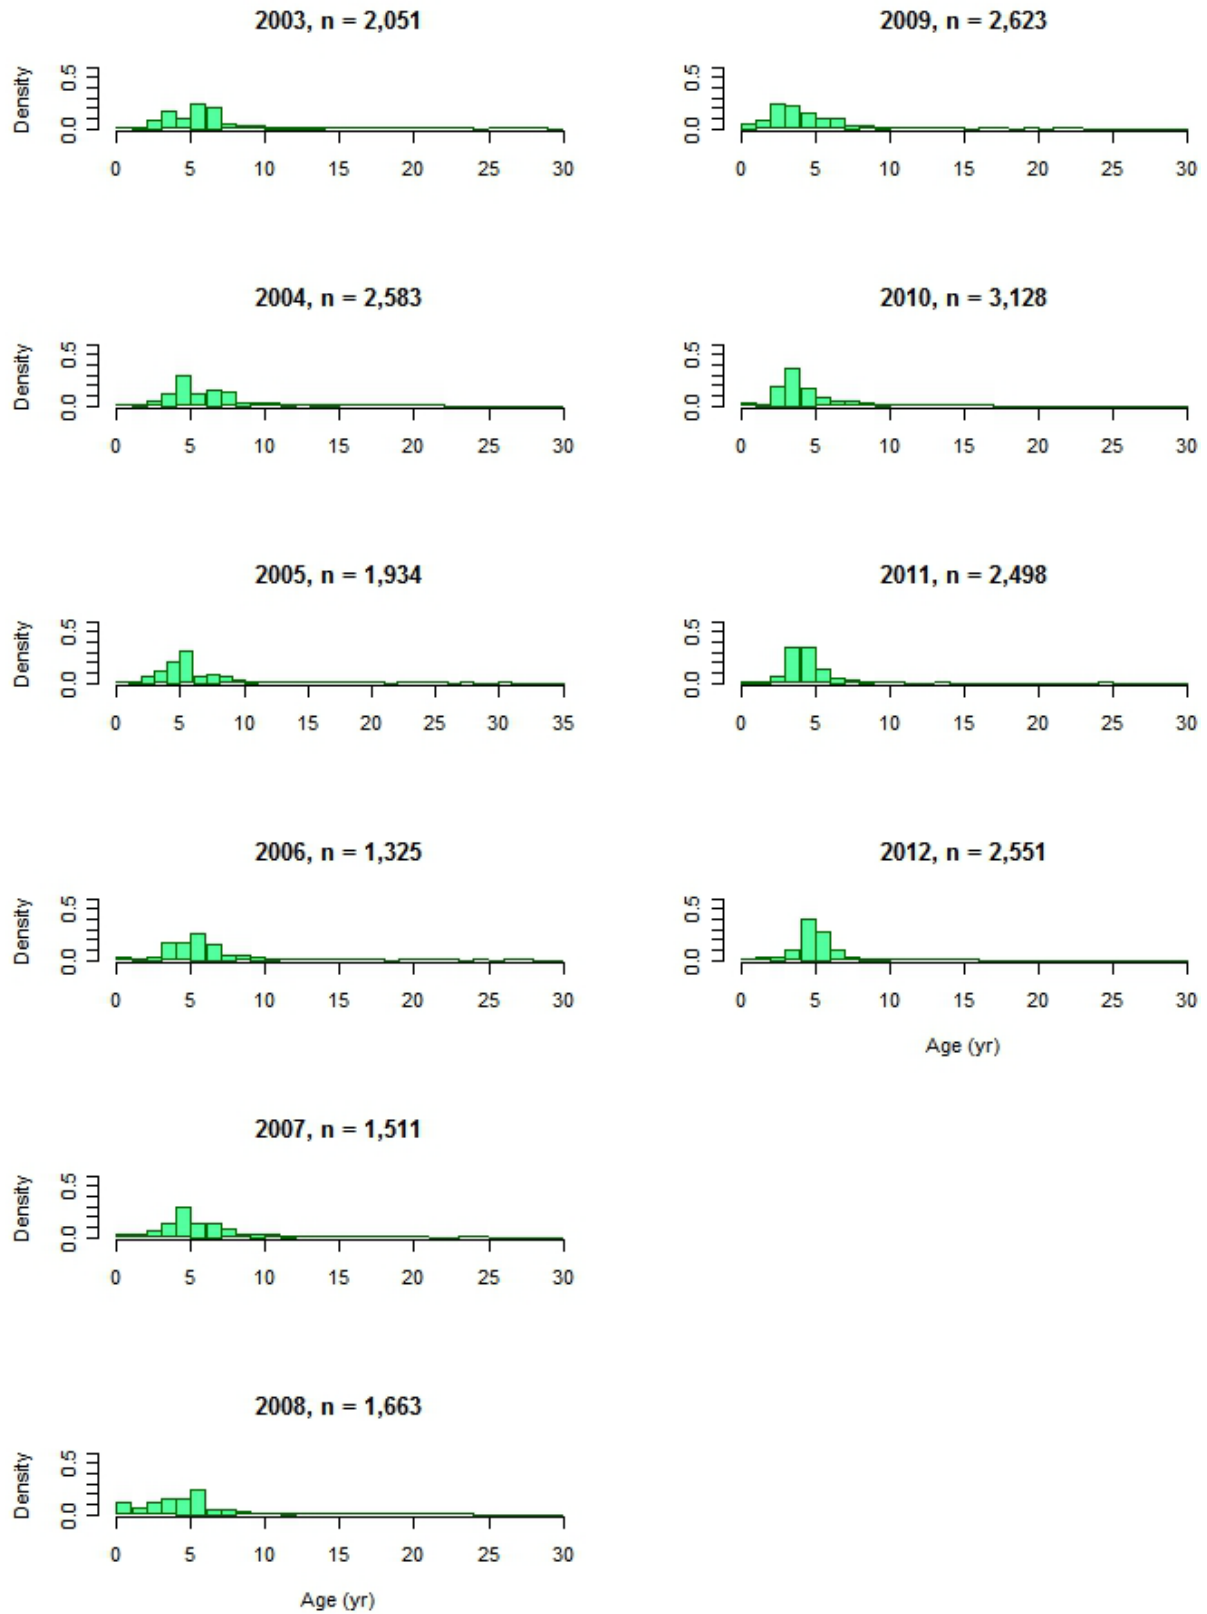 2003, n = 2,051
Density
0.0 0.5
0 5 10 15 20 25 30
2004, n = 2,583
Density
0.0 0.5
0 5 10 15 20 25 30
2005, n = 1,934
Density
0.0 0.5
0 5 10 15 20 25 30 35
2006, n = 1,325
Density
0.0 0.5
0 5 10 15 20 25 30
2007, n = 1,511
Density
0.0 0.5
0 5 10 15 20 25 30
2008, n = 1,663
Density
0.0 0.5
0 5 10 15 20 25 30
Age (yr)
2009, n = 2,623
0.0 0.5
0 5 10 15 20 25 30
2010, n = 3,128
0.0 0.5
0 5 10 15 20 25 30
2011, n = 2,498
0.0 0.5
0 5 10 15 20 25 30
2012, n = 2,551
0.0 0.5
0 5 10 15 20 25 30
Age (yr)